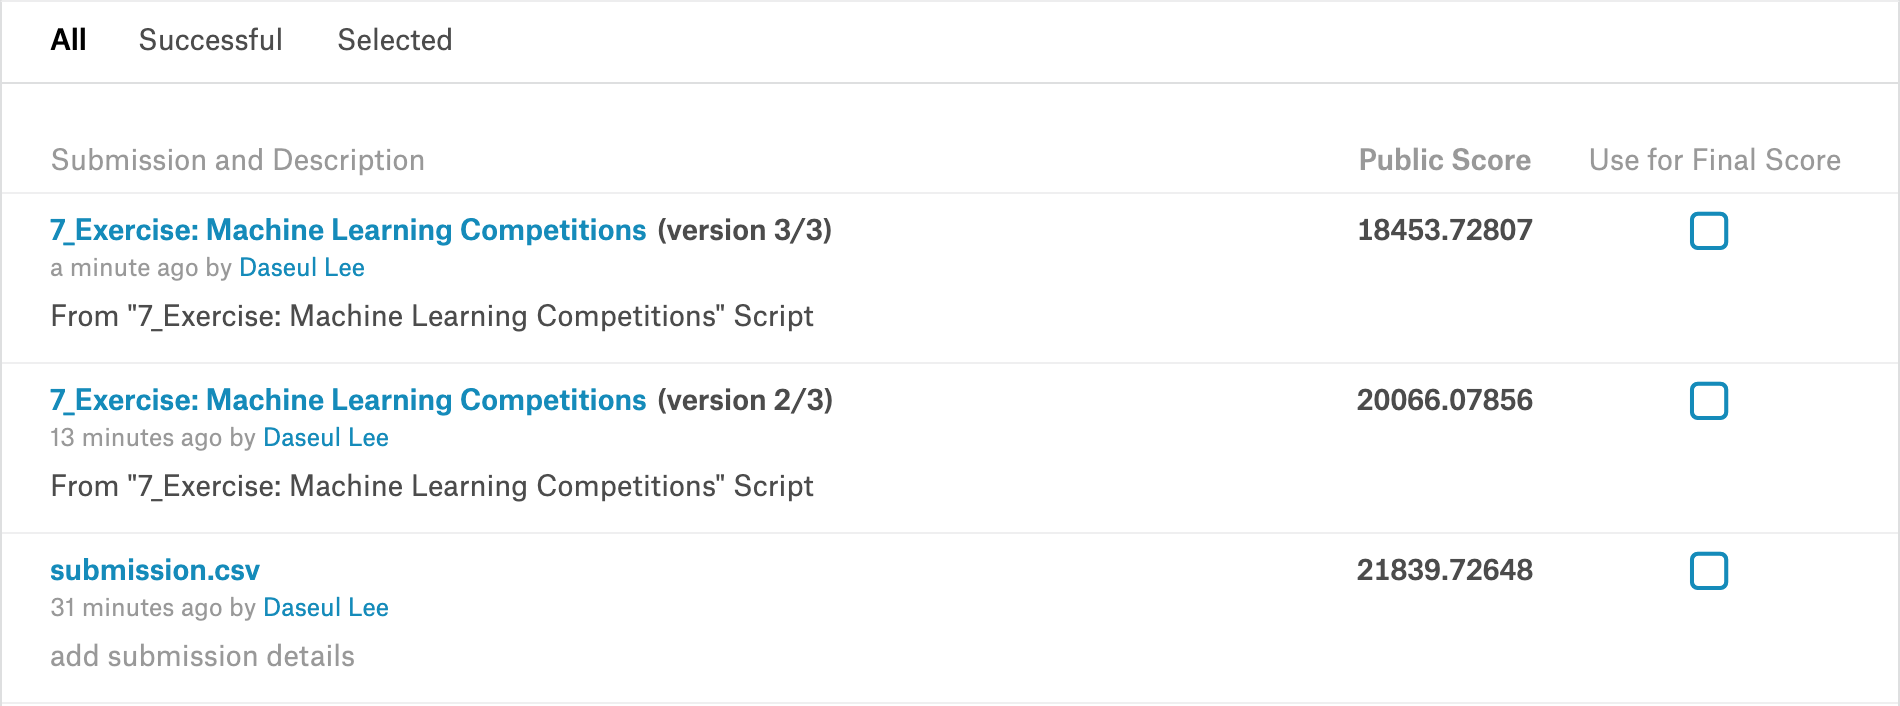 All Successful Selected
Submission and Description Public Score Use for Final Score
7_Exercise: Machine Learning Competitions (version 3/3) 18453.72807
a minute ago by Daseul Lee
From "7_Exercise: Machine Learning Competitions" Script
7_Exercise: Machine Learning Competitions (version 2/3) 20066.07856
13 minutes ago by Daseul Lee
From "7_Exercise: Machine Learning Competitions" Script
submission.csv 21839.72648
31 minutes ago by Daseul Lee
add submission details